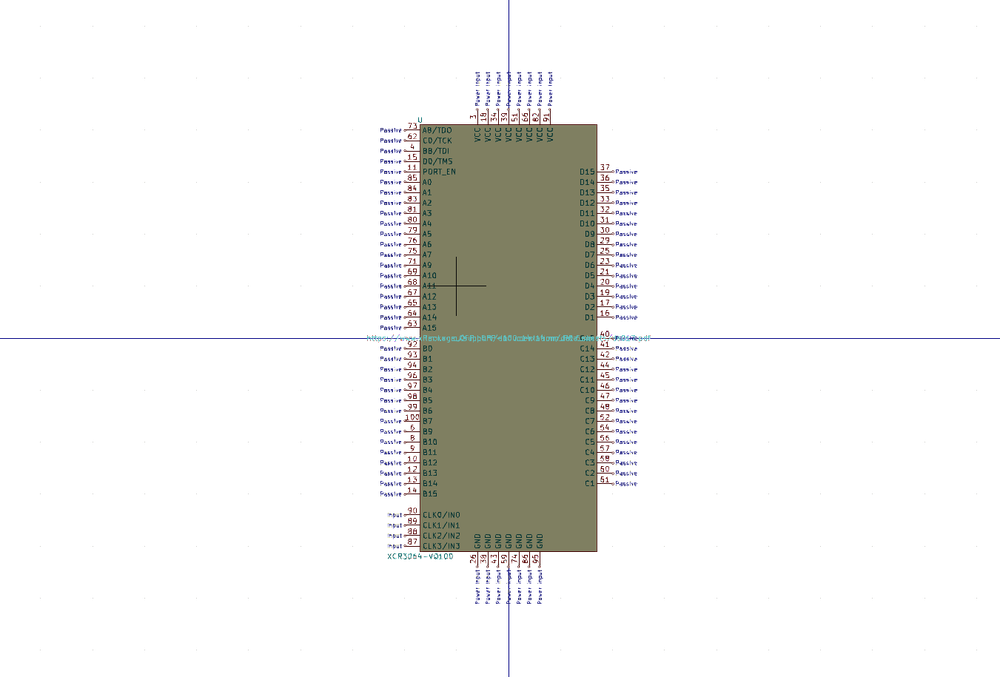 Power Input 3 VCC
Power Input 18 VCC
Power Input 34 VCC
Power Input 39 VCC
Power Input 51 VCC
Power Input 66 VCC
Power Input 82 VCC
Power Input 91 VCC
U
Passive 73 A8/TDO
Passive 62 C0/TCK
Passive 4 B8/TDI
Passive 15 D0/TMS
Passive 11 PORT_EN
Passive 85 A0
Passive 84 A1
Passive 83 A2
Passive 81 A3
Passive 80 A4
Passive 79 A5
Passive 76 A6
Passive 75 A7
Passive 71 A9
Passive 69 A10
Passive 68 A11
Passive 67 A12
Passive 65 A13
Passive 64 A14
Passive 63 A15
Passive 92 B0
Passive 93 B1
Passive 94 B2
Passive 96 B3
Passive 97 B4
Passive 98 B5
Passive 99 B6
Passive 100 B7
Passive 6 B9
Passive 8 B10
Passive 9 B11
Passive 10 B12
Passive 12 B13
Passive 13 B14
Passive 14 B15
Input 90 CLK0/IN0
Input 89 CLK1/IN1
Input 88 CLK2/IN2
Input 87 CLK3/IN3
D15 37 Passive
D14 36 Passive
D13 35 Passive
D12 33 Passive
D11 32 Passive
D10 31 Passive
D9 30 Passive
D8 29 Passive
D7 25 Passive
D6 23 Passive
D5 21 Passive
D4 20 Passive
D3 19 Passive
D2 17 Passive
D1 16 Passive
40
C14 41 Passive
C13 42 Passive
C12 44 Passive
C11 45 Passive
C10 46 Passive
C9 47 Passive
C8 48 Passive
C7 52 Passive
C6 54 Passive
C5 56 Passive
C4 57 Passive
C3 58 Passive
C2 60 Passive
C1 61 Passive
XCR3064-VQ100
GND 26 Power Input
GND 38 Power Input
GND 43 Power Input
GND 59 Power Input
GND 74 Power Input
GND 86 Power Input
GND 95 Power Input